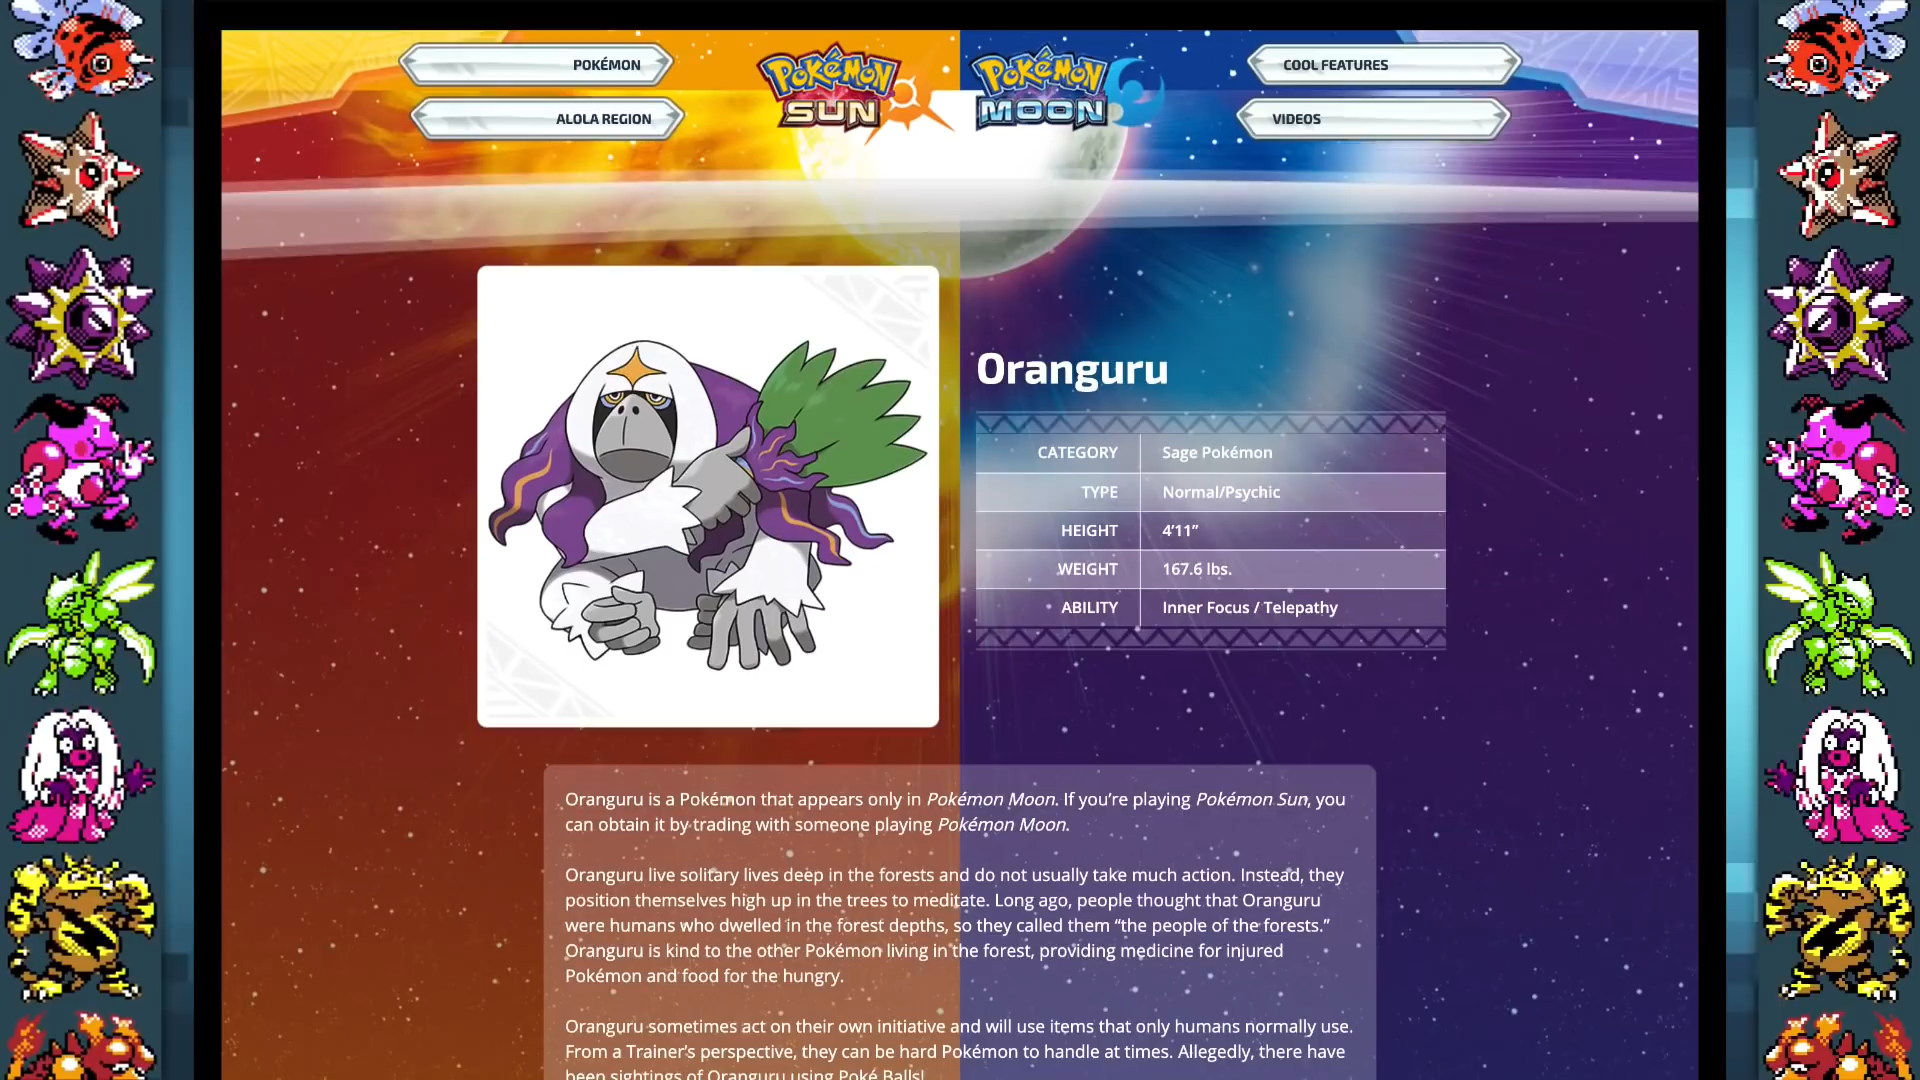 POKÉMON
ALOLA REGION
POKÉMON
SUN
POKÉMON
MOON
COOL FEATURES
VIDEOS
Oranguru
CATEGORY Sage Pokémon
TYPE Normal/Psychic
HEIGHT 4’11”
WEIGHT 167.6 lbs.
ABILITY Inner Focus / Telepathy
Oranguru is a Pokémon that appears only in Pokémon Moon. If you’re playing Pokémon Sun, you
can obtain it by trading with someone playing Pokémon Moon.
Oranguru live solitary lives deep in the forests and do not usually take much action. Instead, they
position themselves high up in the trees to meditate. Long ago, people thought that Oranguru
were humans who dwelled in the forest depths, so they called them “the people of the forests.”
Oranguru is kind to the other Pokémon living in the forest, providing medicine for injured
Pokémon and food for the hungry.
Oranguru sometimes act on their own initiative and will use items that only humans normally use.
From a Trainer’s perspective, they can be hard Pokémon to handle at times. Allegedly, there have
been sightings of Oranguru using Poké Balls!